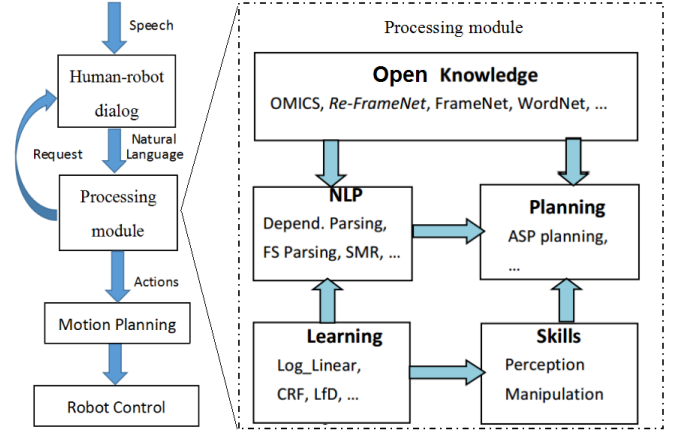 Speech
Human-robot
dialog
Request
Natural
Language
Processing
module
Actions
Motion Planning
Robot Control
Processing module
Open Knowledge
OMICS, Re-FrameNet, FrameNet, WordNet, ...
NLP
Depend. Parsing,
FS Parsing, SMR, ...
Planning
ASP planning,
...
Learning
Log_Linear,
CRF, LfD, ...
Skills
Perception
Manipulation